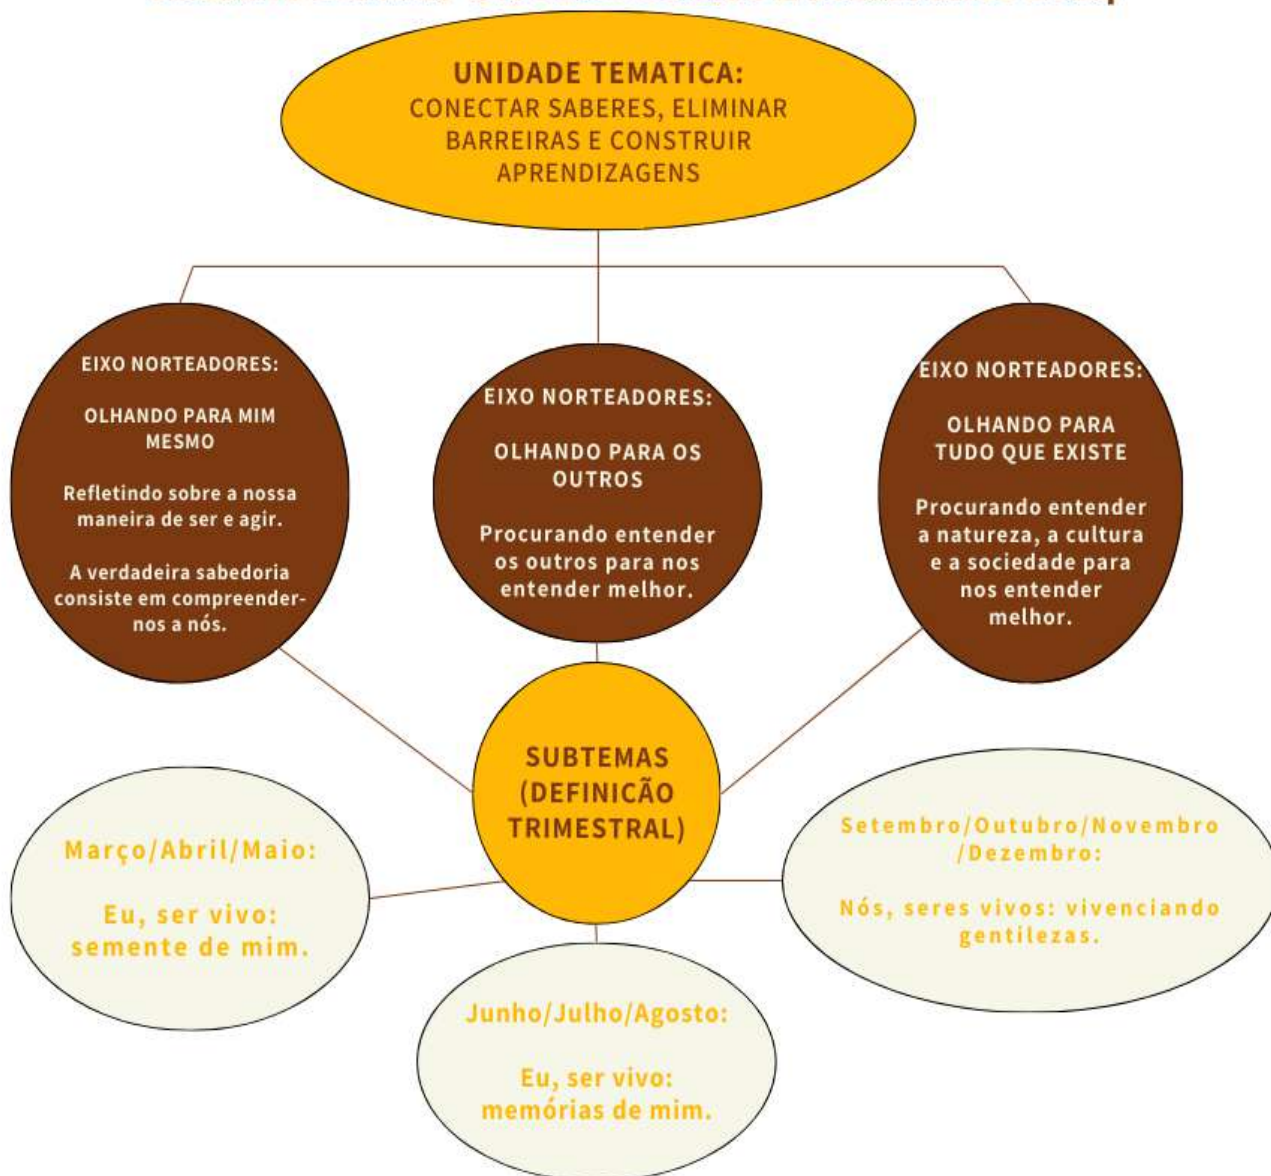 UNIDADE TEMATICA:
CONECTAR SABERES, ELIMINAR
BARREIRAS E CONSTRUIR
APRENDIZAGENS
EIXO NORTEADORES:
OLHANDO PARA MIM
MESMO
Refletindo sobre a nossa
maneira de ser e agir.
A verdadeira sabedoria
consiste em compreender-
nos a nós.
EIXO NORTEADORES:
OLHANDO PARA OS
OUTROS
Procurando entender
os outros para nos
entender melhor.
EIXO NORTEADORES:
OLHANDO PARA
TUDO QUE EXISTE
Procurando entender
a natureza, a cultura
e a sociedade para
nos entender
melhor.
SUBTEMAS
(DEFINICÃO
TRIMESTRAL)
Março/Abril/Maio:
Eu, ser vivo:
semente de mim.
Junho/Julho/Agosto:
Eu, ser vivo:
memórias de mim.
Setembro/Outubro/Novembro
/Dezembro:
Nós, seres vivos: vivenciando
gentilezas.